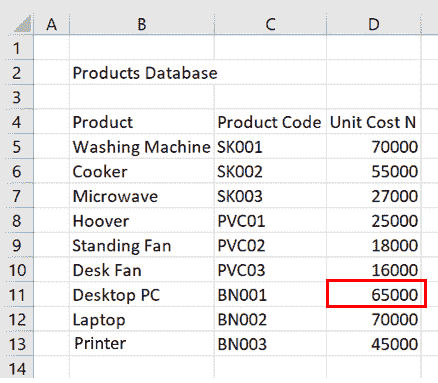 A B C D
1
2 Products Database
3
4 Product Product Code Unit Cost N
5 Washing Machine SK001 70000
6 Cooker SK002 55000
7 Microwave SK003 27000
8 Hoover PVC01 25000
9 Standing Fan PVC02 18000
10 Desk Fan PVC03 16000
11 Desktop PC BN001 65000
12 Laptop BN002 70000
13 Printer BN003 45000
14